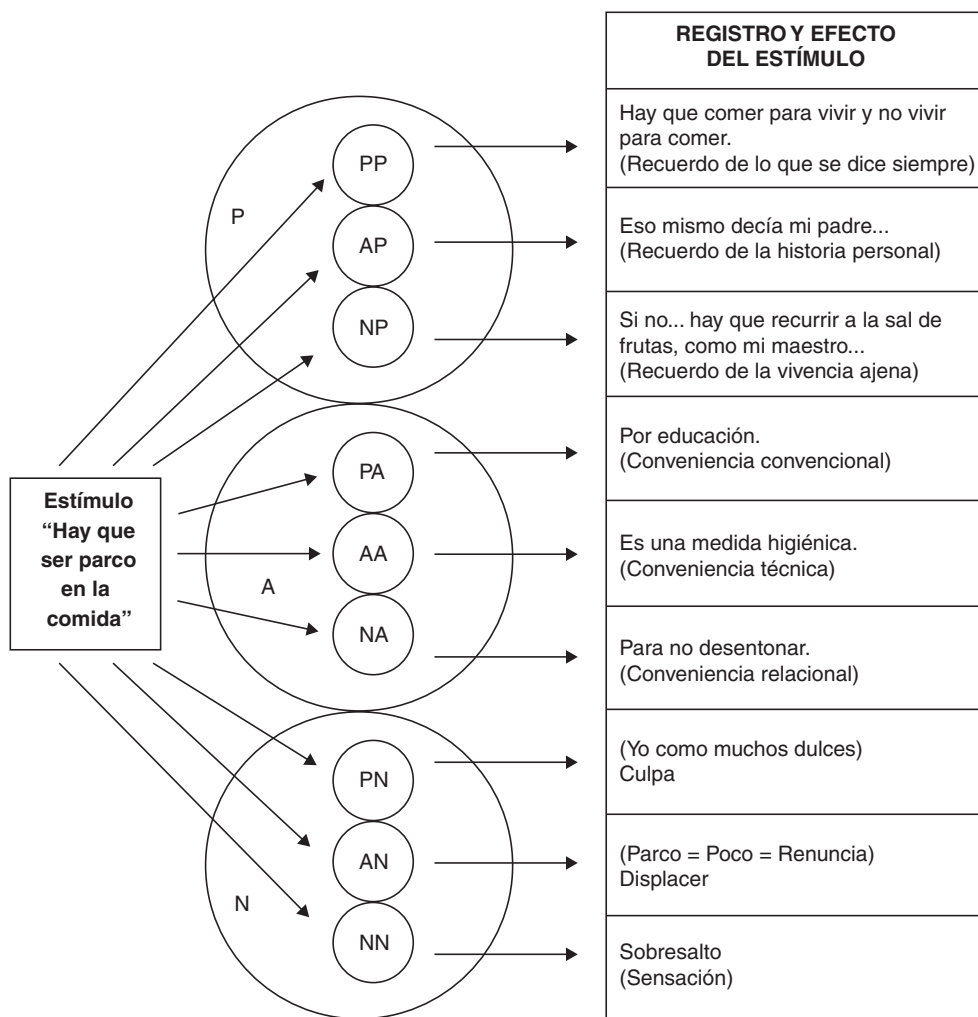 REGISTRO Y EFECTO
DEL ESTÍMULO
Hay que comer para vivir y no vivir
para comer.
(Recuerdo de lo que se dice siempre)
Eso mismo decía mi padre...
(Recuerdo de la historia personal)
Si no... hay que recurrir a la sal de
frutas, como mi maestro...
(Recuerdo de la vivencia ajena)
Por educación.
(Conveniencia convencional)
Es una medida higiénica.
(Conveniencia técnica)
Para no desentonar.
(Conveniencia relacional)
(Yo como muchos dulces)
Culpa
(Parco = Poco = Renuncia)
Displacer
Sobresalto
(Sensación)
P
PP
AP
NP
A
PA
AA
NA
N
PN
AN
NN
Estímulo
“Hay que
ser parco
en la
comida”